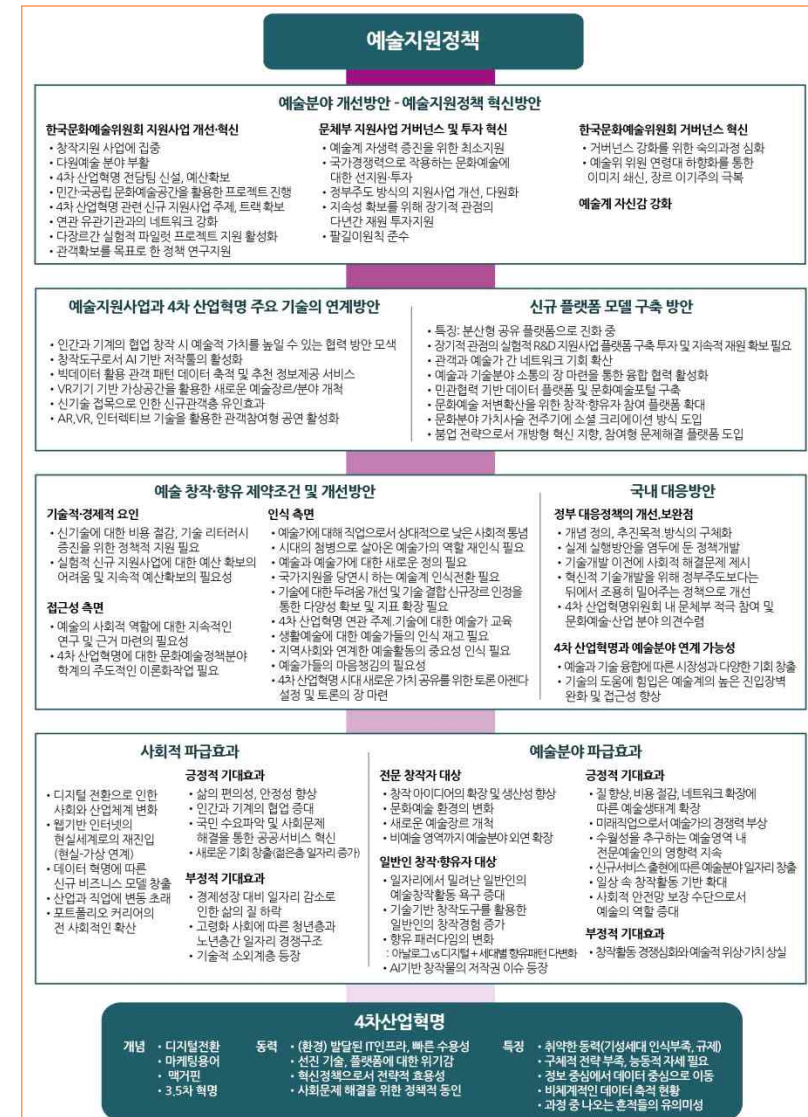 예술지원정책
예술분야 개선방안 - 예술지원정책 혁신방안
한국문화예술위원회 지원사업 개선·혁신
• 창작지원 사업에 집중
• 다원예술 분야 부활
• 4차 산업혁명 전담팀 신설, 예산확보
• 민간·국공립 문화예술공간을 활용한 프로젝트 진행
• 4차 산업혁명 관련 신규 지원사업 주제, 트랙 확보
• 연관 유관기관과의 네트워크 강화
• 다장르간 실험적 파일럿 프로젝트 지원 활성화
• 관객확보를 목표로 한 정책 연구지원
문체부 지원사업 거버넌스 및 투자 혁신
• 예술계 자생력 증진을 위한 최소지원
• 국가경쟁력으로 작용하는 문화예술에
대한 선지원·투자
• 정부주도 방식의 지원사업 개선, 다원화
• 지속성 확보를 위해 장기적 관점의
다년간 재원 투자지원
• 팔길이원칙 준수
한국문화예술위원회 거버넌스 혁신
• 거버넌스 강화를 위한 숙의과정 심화
• 예술위 위원 연령대 하향화를 통한
이미지 쇄신, 장르 이기주의 극복
예술계 자신감 강화
예술지원사업과 4차 산업혁명 주요 기술의 연계방안
• 인간과 기계의 협업 창작 시 예술적 가치를 높일 수 있는 협력 방안 모색
• 창작도구로서 AI 기반 저작툴의 활성화
• 빅데이터 활용 관객 패턴 데이터 축적 및 추천 정보제공 서비스
• VR기기 기반 가상공간을 활용한 새로운 예술장르/분야 개척
• 신기술 접목으로 인한 신규관객층 유인효과
• AR,VR, 인터렉티브 기술을 활용한 관객참여형 공연 활성화
신규 플랫폼 모델 구축 방안
• 특징: 분산형 공유 플랫폼으로 진화 중
• 장기적 관점의 실험적 R&D 지원사업 플랫폼 구축 투자 및 지속적 재원 확보 필요
• 관객과 예술가 간 네트워크 기회 확산
• 예술과 기술분야 소통의 장 마련을 통한 융합 협력 활성화
• 민관협력 기반 데이터 플랫폼 및 문화예술포털 구축
• 문화예술 저변확산을 위한 창작·향유자 참여 플랫폼 확대
• 문화분야 가치사슬 전주기에 소셜 크리에이션 방식 도입
• 붐업 전략으로서 개방형 혁신 지향, 참여형 문제해결 플랫폼 도입
예술 창작·향유 제약조건 및 개선방안
기술적·경제적 요인
• 신기술에 대한 비용 절감, 기술 리터러시
증진을 위한 정책적 지원 필요
• 실험적 신규 지원사업에 대한 예산 확보의
어려움 및 지속적 예산확보의 필요성
접근성 측면
• 예술의 사회적 역할에 대한 지속적인
연구 및 근거 마련의 필요성
• 4차 산업혁명에 대한 문화예술정책분야
학계의 주도적인 이론화작업 필요
인식 측면
• 예술가에 대해 직업으로서 상대적으로 낮은 사회적 통념
• 시대의 첨병으로 살아온 예술가의 역할 재인식 필요
• 예술과 예술가에 대한 새로운 정의 필요
• 국가지원을 당연시 하는 예술계 인식전환 필요
• 기술에 대한 두려움 개선 및 기술 결합 신규장르 인정을
통한 다양성 확보 및 지표 확장 필요
• 4차 산업혁명 연관 주제·기술에 대한 예술가 교육
• 생활예술에 대한 예술가들의 인식 재고 필요
• 지역사회와 연계한 예술활동의 중요성 인식 필요
• 예술가들의 마음챙김의 필요성
• 4차 산업혁명 시대 새로운 가치 공유를 위한 토론 아젠다
설정 및 토론의 장 마련
국내 대응방안
정부 대응정책의 개선,보완점
• 개념 정의, 추진목적·방식의 구체화
• 실제 실행방안을 염두에 둔 정책개발
• 기술개발 이전에 사회적 해결문제 제시
• 혁신적 기술개발을 위해 정부주도보다는
뒤에서 조용히 밀어주는 정책으로 개선
• 4차 산업혁명위원회 내 문체부 적극 참여 및
문화예술·산업 분야 의견수렴
4차 산업혁명과 예술분야 연계 가능성
• 예술과 기술 융합에 따른 시장성과 다양한 기회 창출
• 기술의 도움에 힘입은 예술계의 높은 진입장벽
완화 및 접근성 향상
사회적 파급효과
• 디지털 전환으로 인한
사회와 산업체계 변화
• 웹기반 인터넷의
현실세계로의 재진입
(현실-가상 연계)
• 데이터 혁명에 따른
신규 비즈니스 모델 창출
• 산업과 직업에 변동 초래
• 포트폴리오 커리어의
전 사회적인 확산
긍정적 기대효과
• 삶의 편의성, 안정성 향상
• 인간과 기계의 협업 증대
• 국민 수요파악 및 사회문제
해결을 통한 공공서비스 혁신
• 새로운 기회 창출(젊은층 일자리 증가)
부정적 기대효과
• 경제성장 대비 일자리 감소로
인한 삶의 질 하락
• 고령화 사회에 따른 청년층과
노년층간 일자리 경쟁구조
• 기술적 소외계층 등장
예술분야 파급효과
전문 창작자 대상
• 창작 아이디어의 확장 및 생산성 향상
• 문화예술 환경의 변화
• 새로운 예술장르 개척
• 비예술 영역까지 예술분야 외연 확장
일반인 창작·향유자 대상
• 일자리에서 밀려난 일반인의
예술창작활동 욕구 증대
• 기술기반 창작도구를 활용한
일반인의 창작경험 증가
• 향유 패러다임의 변화
: 아날로그 vs 디지털 + 세대별 향유패턴 다변화
• AI기반 창작물의 저작권 이슈 등장
긍정적 기대효과
• 질 향상, 비용 절감, 네트워크 확장에
따른 예술생태계 확장
• 미래직업으로서 예술가의 경쟁력 부상
• 수월성을 추구하는 예술영역 내
전문예술인의 영향력 지속
• 신규서비스 출현에 따른 예술분야 일자리 창출
• 일상 속 창작활동 기반 확대
• 사회적 안전망 보장 수단으로서
예술의 역할 증대
부정적 기대효과
• 창작활동 경쟁심화와 예술적 위상·가치 상실
4차산업혁명
개념
• 디지털전환
• 마케팅용어
• 맥거핀
• 3.5차 혁명
동력
• (환경) 발달된 IT인프라, 빠른 수용성
• 선진 기술, 플랫폼에 대한 위기감
• 혁신정책으로서 전략적 효용성
• 사회문제 해결을 위한 정책적 동인
특징
• 취약한 동력(기성세대 인식부족, 규제)
• 구체적 전략 부족, 능동적 자세 필요
• 정보 중심에서 데이터 중심으로 이동
• 비체계적인 데이터 축적 현황
• 과정 중 나오는 흔적들의 유의미성